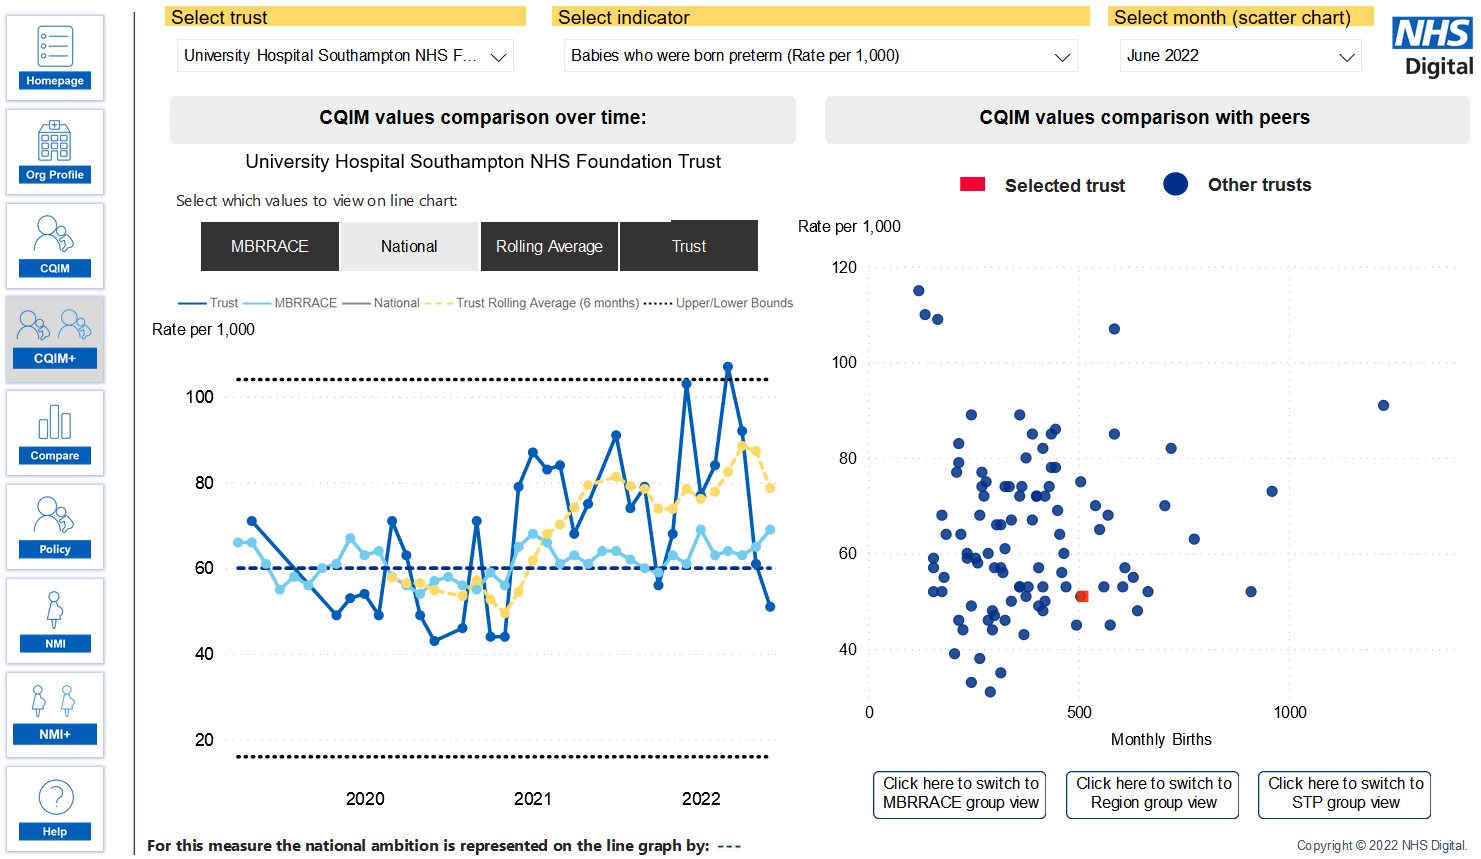 Select trust
Select indicator
Select month (scatter chart)
University Hospital Southampton NHS F...
Babies who were born preterm (Rate per 1,000)
June 2022
NHS
Digital
Homepage
Org Profile
CQIM
CQIM+
Compare
Policy
NMI
NMI+
Help
CQIM values comparison over time:
University Hospital Southampton NHS Foundation Trust
Select which values to view on line chart:
MBRRACE
National
Rolling Average
Trust
Trust
MBRRACE
National
Trust Rolling Average (6 months)
Upper/Lower Bounds
Rate per 1,000
100
80
60
40
20
2020
2021
2022
For this measure the national ambition is represented on the line graph by: ---
CQIM values comparison with peers
Selected trust
Other trusts
Rate per 1,000
120
100
80
60
40
0
500
1000
Monthly Births
Click here to switch to
MBRRACE group view
Click here to switch to
Region group view
Click here to switch to
STP group view
Copyright © 2022 NHS Digital.